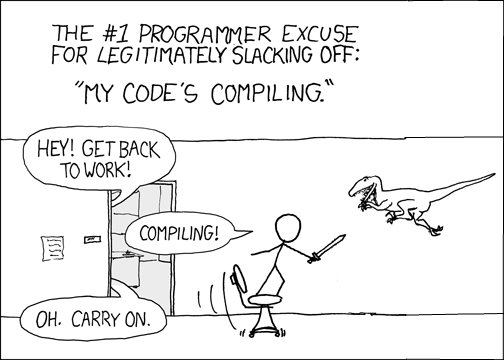 THE #1 PROGRAMMER EXCUSE
FOR LEGITIMATELY SLACKING OFF:
"MY CODE'S COMPILING."
HEY! GET BACK
TO WORK!
COMPILING!
OH. CARRY ON.